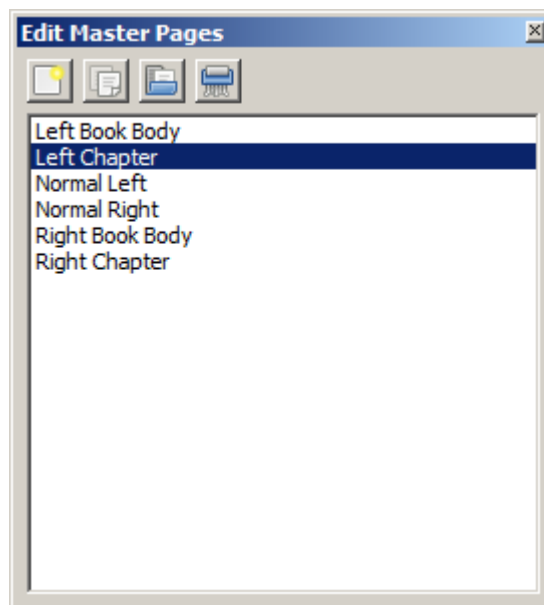 Edit Master Pages
Left Book Body
Left Chapter
Normal Left
Normal Right
Right Book Body
Right Chapter